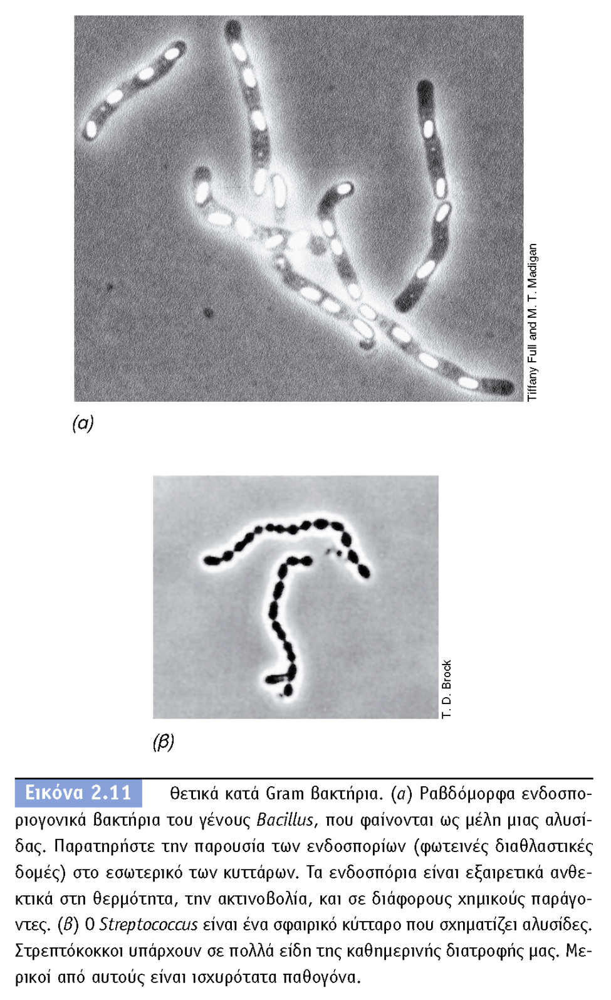 Tiffany Full and M. T. Madigan
(α)
T. D. Brock
(β)
Εικόνα 2.11 Θετικά κατά Gram βακτήρια. (α) Ραβδόμορφα ενδοσπο-
ριογονικά βακτήρια του γένους Bacillus, που φαίνονται ως μέλη μιας αλυσί-
δας. Παρατηρήστε την παρουσία των ενδοσπορίων (φωτεινές διαθλαστικές
δομές) στο εσωτερικό των κυττάρων. Τα ενδοσπόρια είναι εξαιρετικά ανθε-
κτικά στη θερμότητα, την ακτινοβολία, και σε διάφορους χημικούς παράγο-
ντες. (β) Ο Streptococcus είναι ένα σφαιρικό κύτταρο που σχηματίζει αλυσίδες.
Στρεπτόκοκκοι υπάρχουν σε πολλά είδη της καθημερινής διατροφής μας. Με-
ρικοί από αυτούς είναι ισχυρότατα παθογόνα.